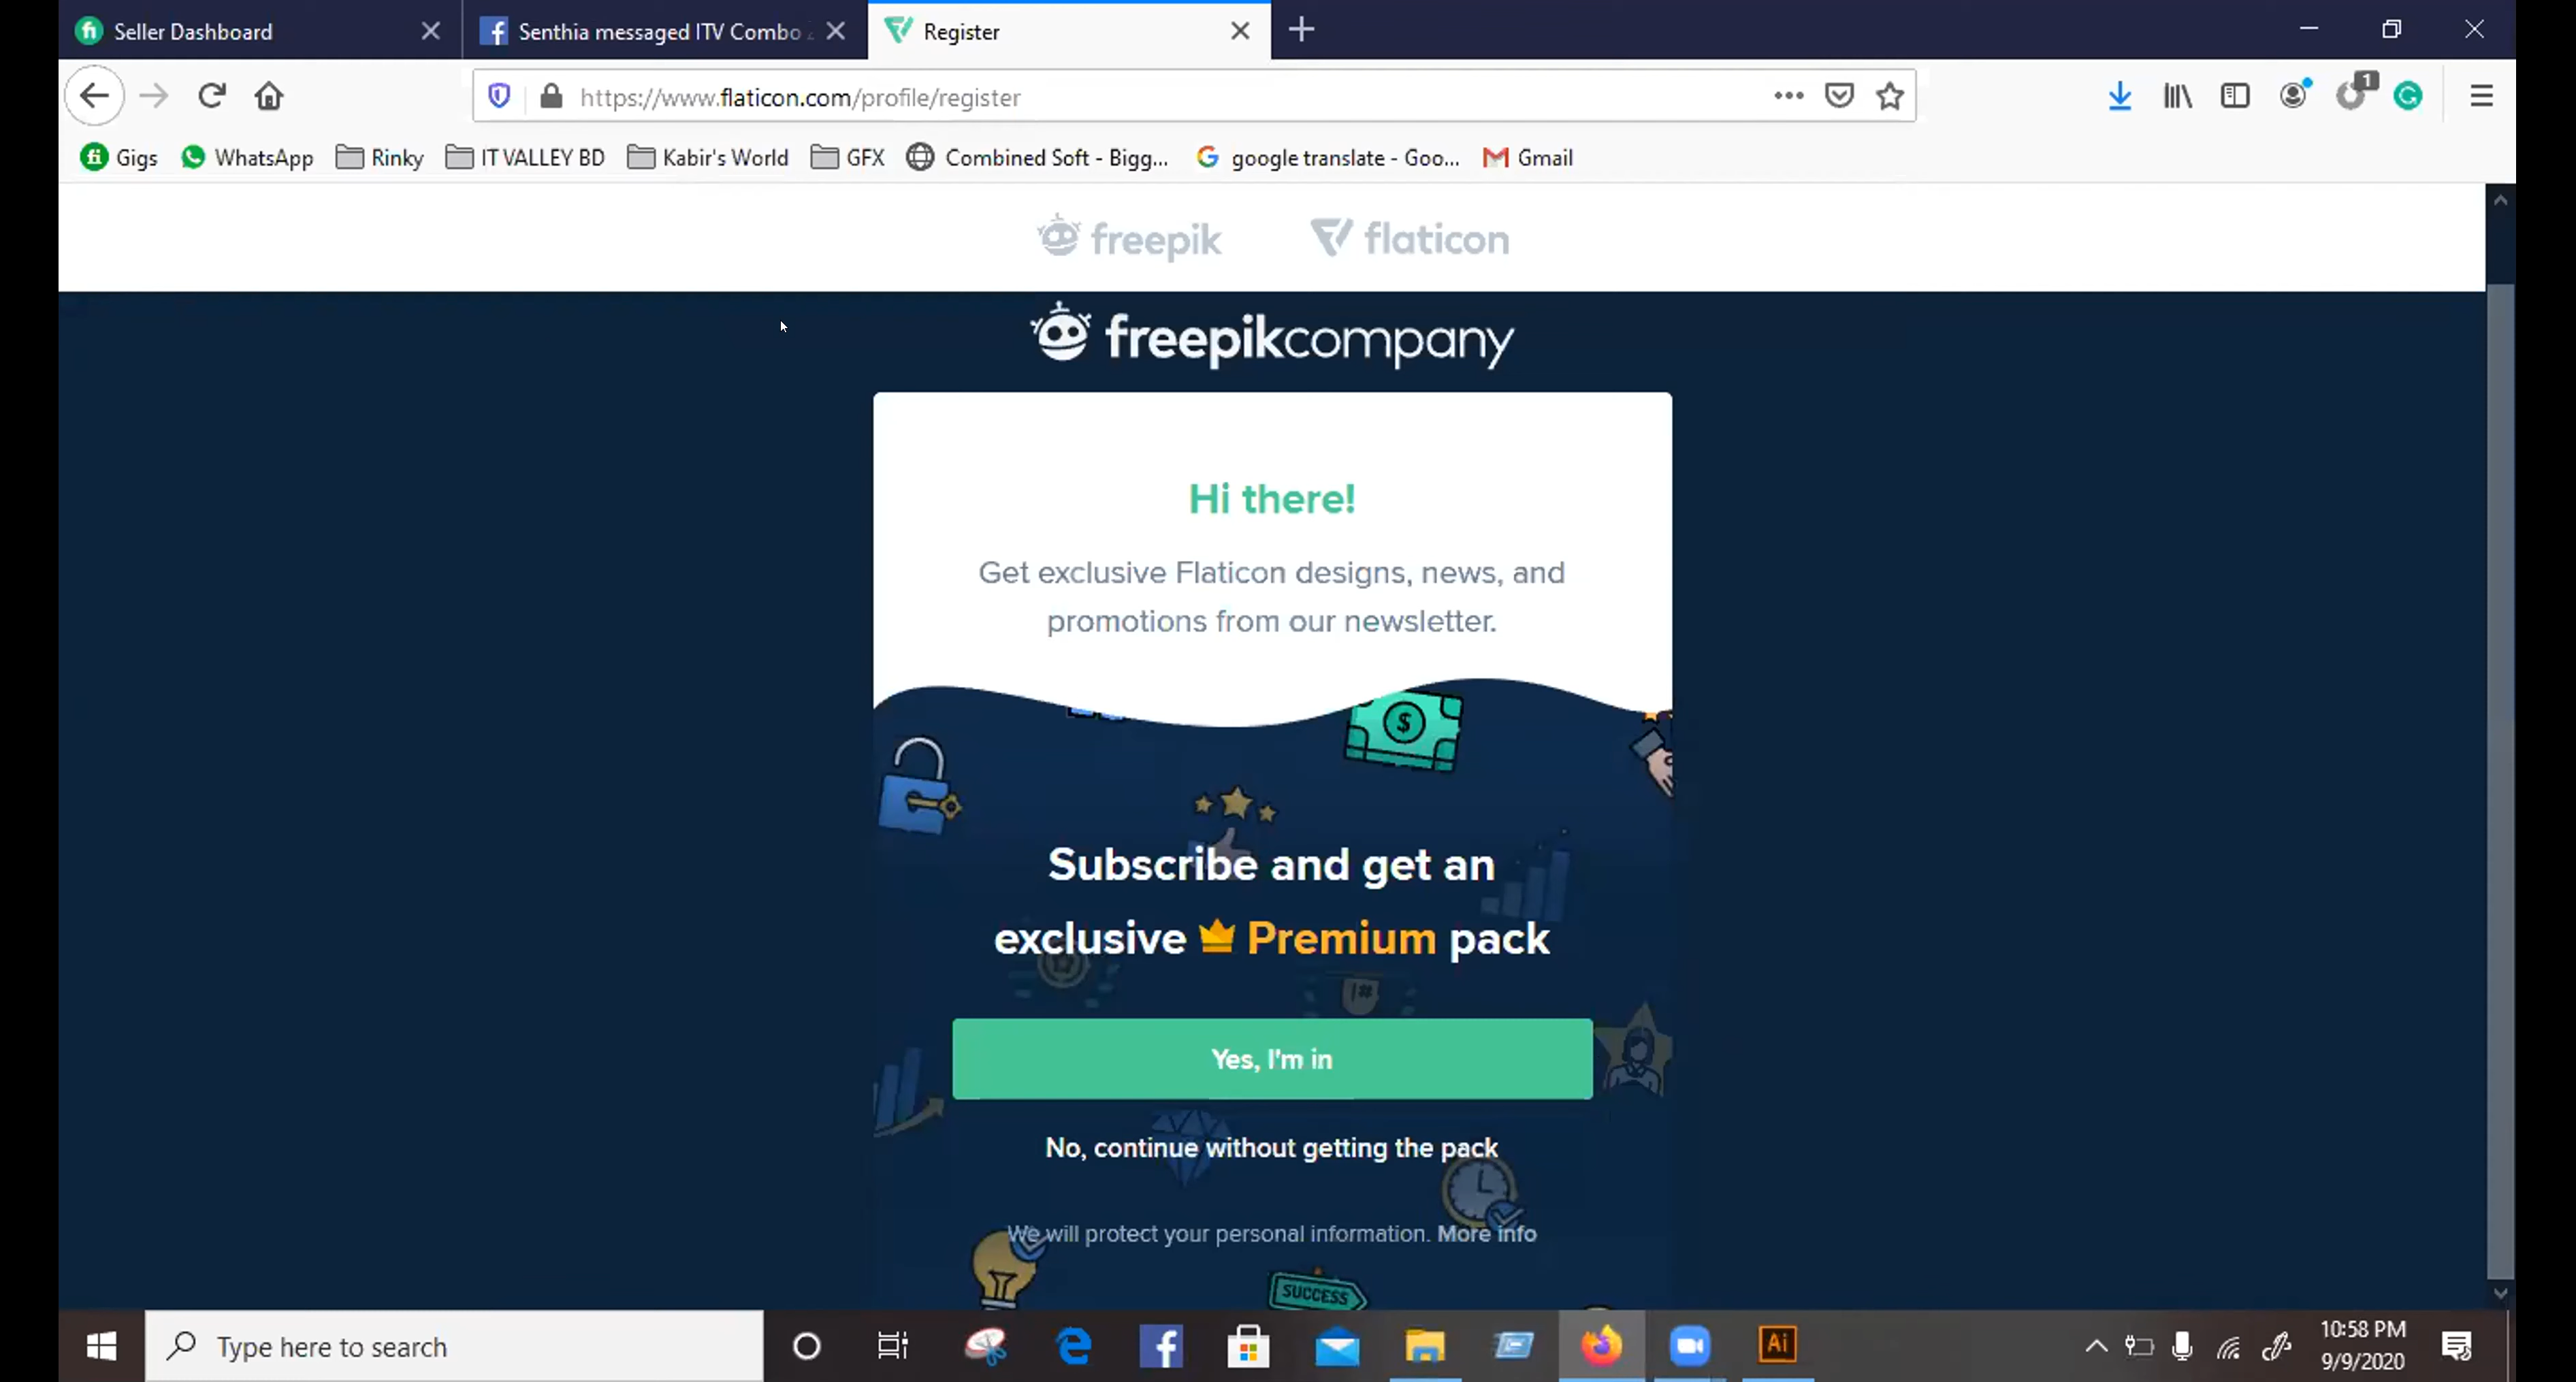 Seller Dashboard
Senthia messaged ITV Combo
Register
https://www.flaticon.com/profile/register
1
Gigs
WhatsApp
Rinky
IT VALLEY BD
Kabir's World
GFX
Combined Soft - Bigg...
google translate - Goo...
Gmail
freepik
flaticon
freepikcompany
Hi there!
Get exclusive Flaticon designs, news, and
promotions from our newsletter.
Subscribe and get an
exclusive Premium pack
Yes, I'm in
No, continue without getting the pack
We will protect your personal information. More info
SUCCESS
Type here to search
Ai
10:58 PM
9/9/2020